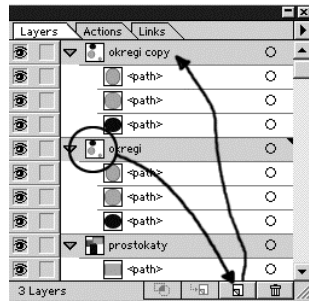 Layers Actions Links
okregi copy
<path>
<path>
<path>
okregi
<path>
<path>
<path>
prostokaty
<path>
3 Layers